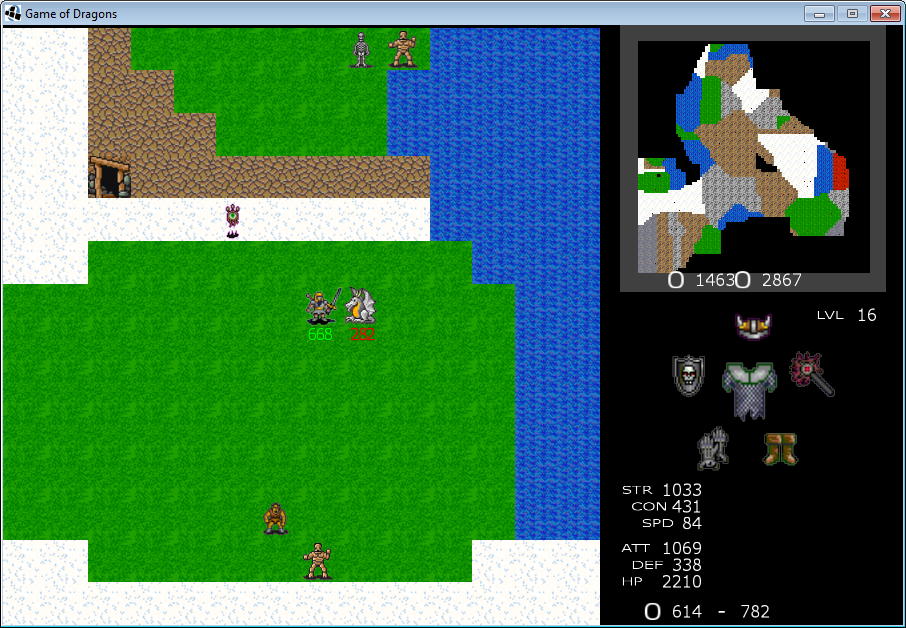 Game of Dragons
668 282
O 1463 O 2867
LVL 16
STR 1033
CON 431
SPD 84
ATT 1069
DEF 338
HP 2210
O 614 - 782